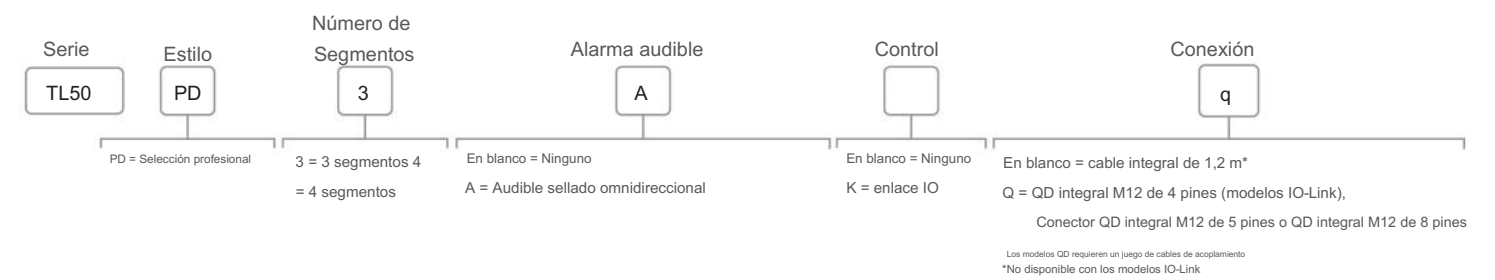 Serie
Estilo
Número de
Segmentos
Alarma audible
Control
Conexión
TL50
PD
3
A
q
PD = Selección profesional
3 = 3 segmentos 4
= 4 segmentos
En blanco = Ninguno
A = Audible sellado omnidireccional
En blanco = Ninguno
K = enlace IO
En blanco = cable integral de 1,2 m*
Q = QD integral M12 de 4 pines (modelos IO-Link),
Conector QD integral M12 de 5 pines o QD integral M12 de 8 pines
Los modelos QD requieren un juego de cables de acoplamiento
*No disponible con los modelos IO-Link